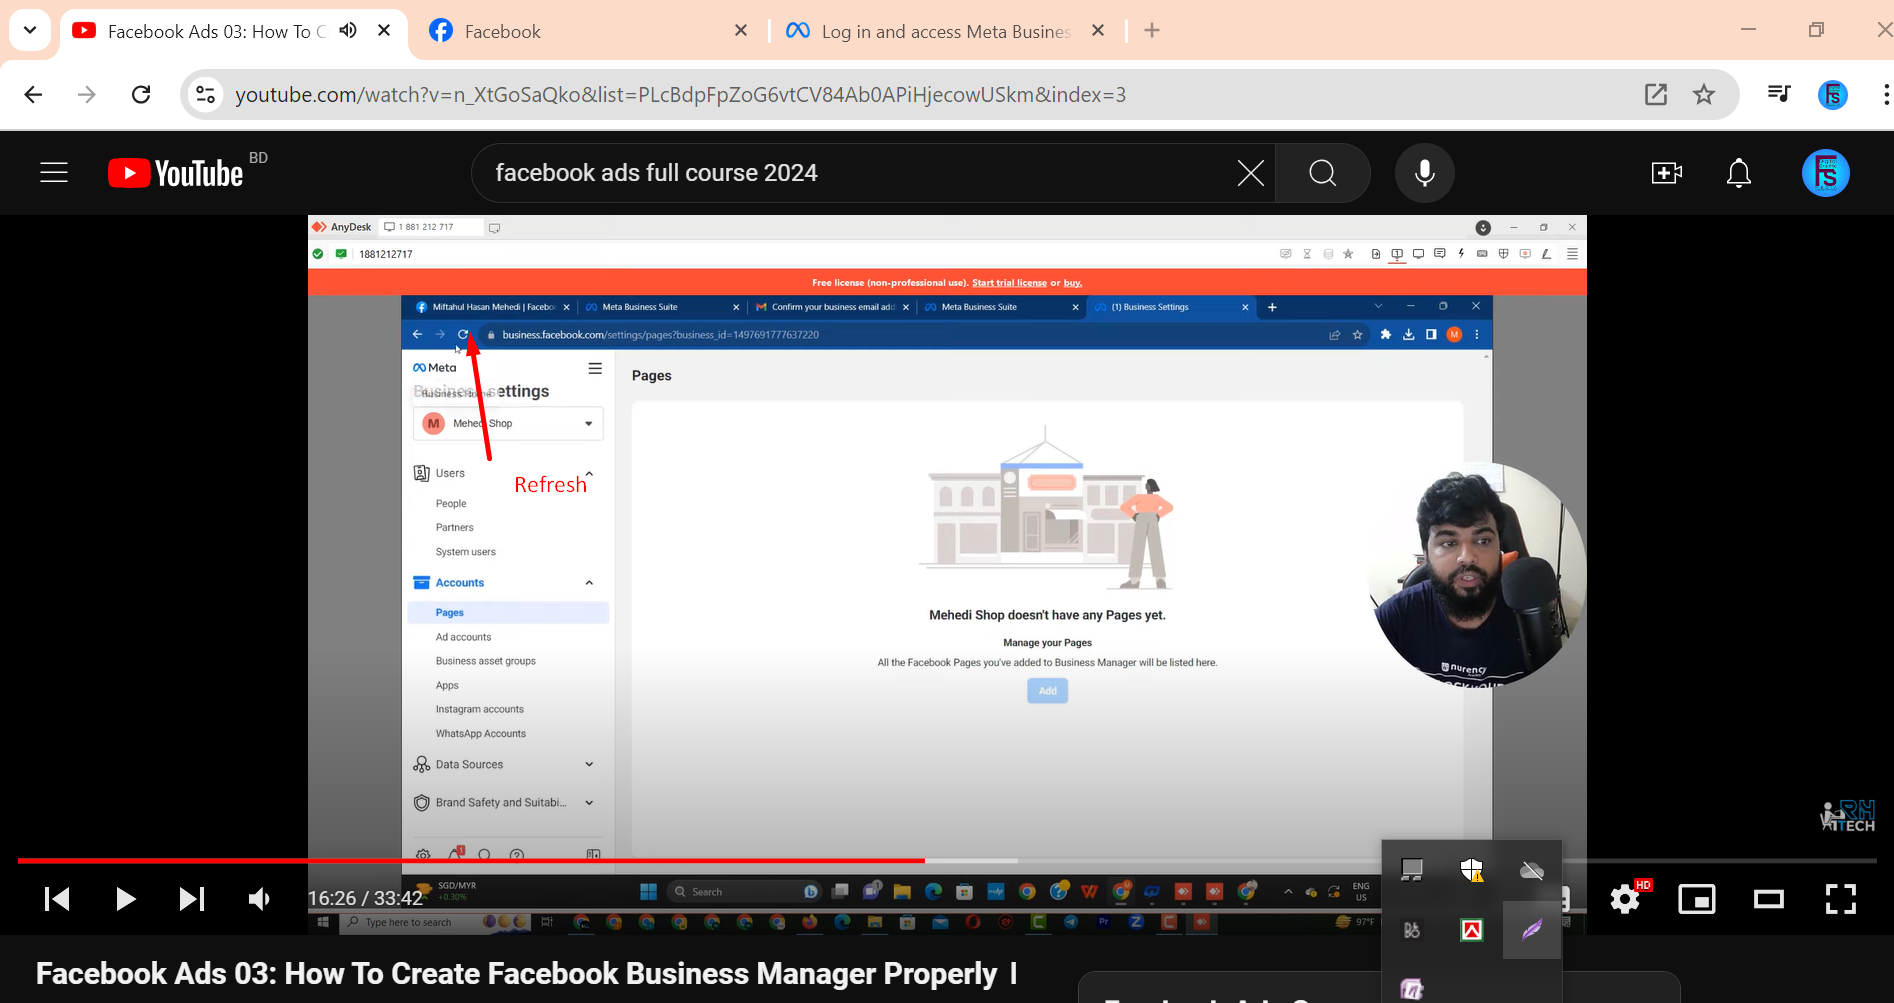 Facebook Ads 03: How To C
Facebook
Log in and access Meta Busines
youtube.com/watch?v=n_XtGoSaQko&list=PLcBdpFpZoG6vtCV84Ab0APiHjecowUSkm&index=3
YouTube BD
facebook ads full course 2024
AnyDesk
1 881 212 717
1881212717
Free license (non-professional use). Start trial license or buy.
Miftahul Hasan Mehedi | Facebo
Meta Business Suite
Confirm your business email add
Meta Business Suite
(1) Business Settings
business.facebook.com/settings/pages?business_id=1497691777637220
M
Meta
Business settings
Business Home
M Mehedi Shop
Users
Refresh
People
Partners
System users
Accounts
Pages
Ad accounts
Business asset groups
Apps
Instagram accounts
WhatsApp Accounts
Data Sources
Brand Safety and Suitabi...
1
Pages
Mehedi Shop doesn't have any Pages yet.
Manage your Pages
All the Facebook Pages you've added to Business Manager will be listed here.
Add
nurency
RH
ITECH
SGD/MYR
+0.30%
Search
ENG
US
16:26 / 33:42
HD
Type here to search
97°F
Facebook Ads 03: How To Create Facebook Business Manager Properly |